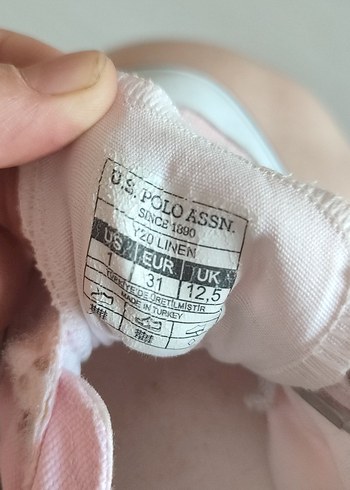 U.S. POLO ASSN.
SINCE 1890
Y20 LINEN
US EUR UK
1 31 12,5
TÜRKİYE'DE ÜRETİLMİŞTİR
MADE IN TURKEY